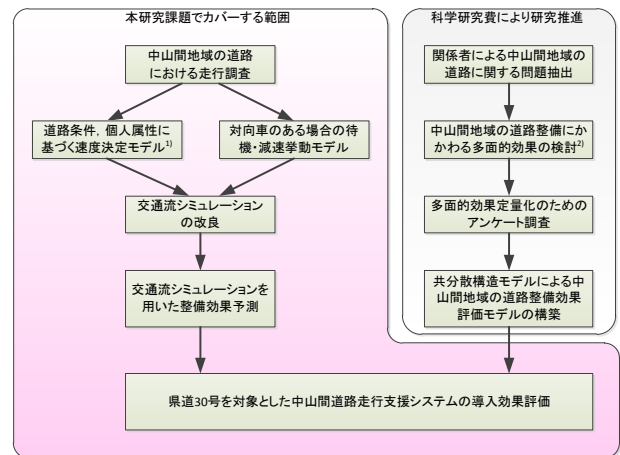 本研究課題でカバーする範囲
中山間地域の道路
における走行調査
道路条件，個人属性に
基づく速度決定モデル1)
対向車のある場合の待
機・減速挙動モデル
交通流シミュレーション
の改良
交通流シミュレーションを
用いた整備効果予測
科学研究費により研究推進
関係者による中山間地域の
道路に関する問題抽出
中山間地域の道路整備にか
かわる多面的効果の検討2)
多面的効果定量化のための
アンケート調査
共分散構造モデルによる中
山間地域の道路整備効果
評価モデルの構築
県道30号を対象とした中山間道路走行支援システムの導入効果評価